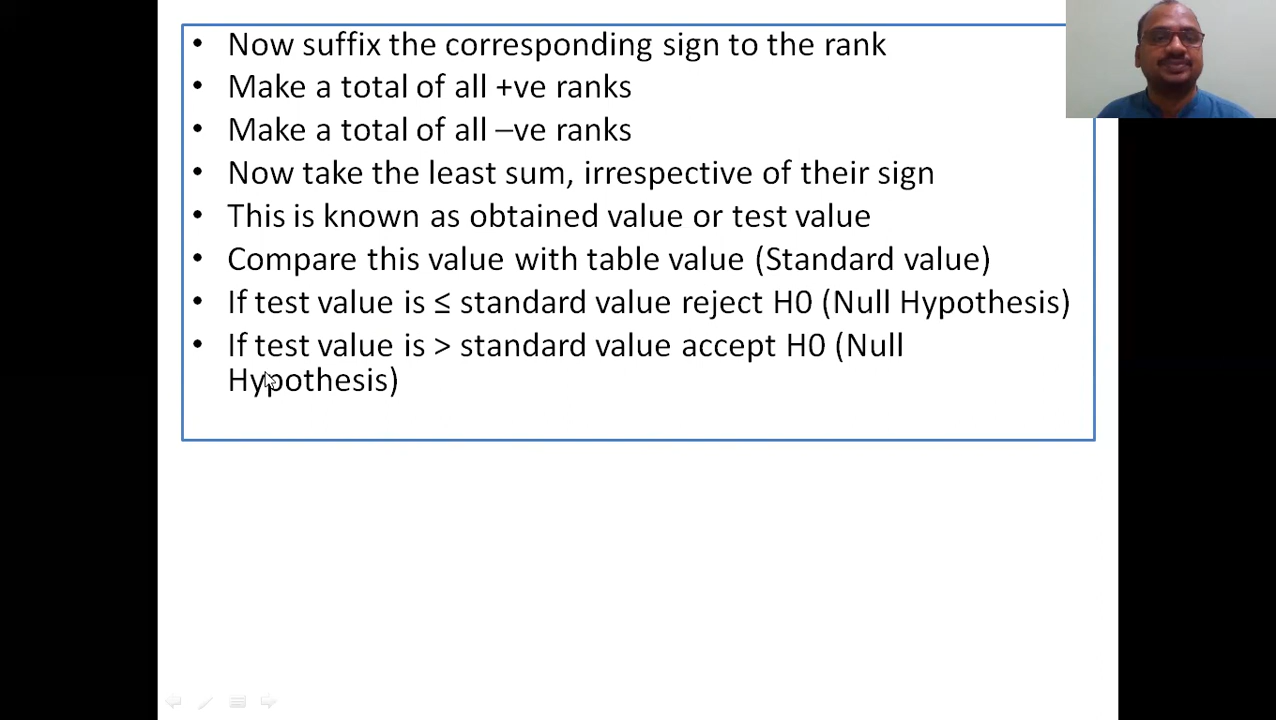 • Now suffix the corresponding sign to the rank
• Make a total of all +ve ranks
• Make a total of all –ve ranks
• Now take the least sum, irrespective of their sign
• This is known as obtained value or test value
• Compare this value with table value (Standard value)
• If test value is ≤ standard value reject H0 (Null Hypothesis)
• If test value is > standard value accept H0 (Null
Hypothesis)